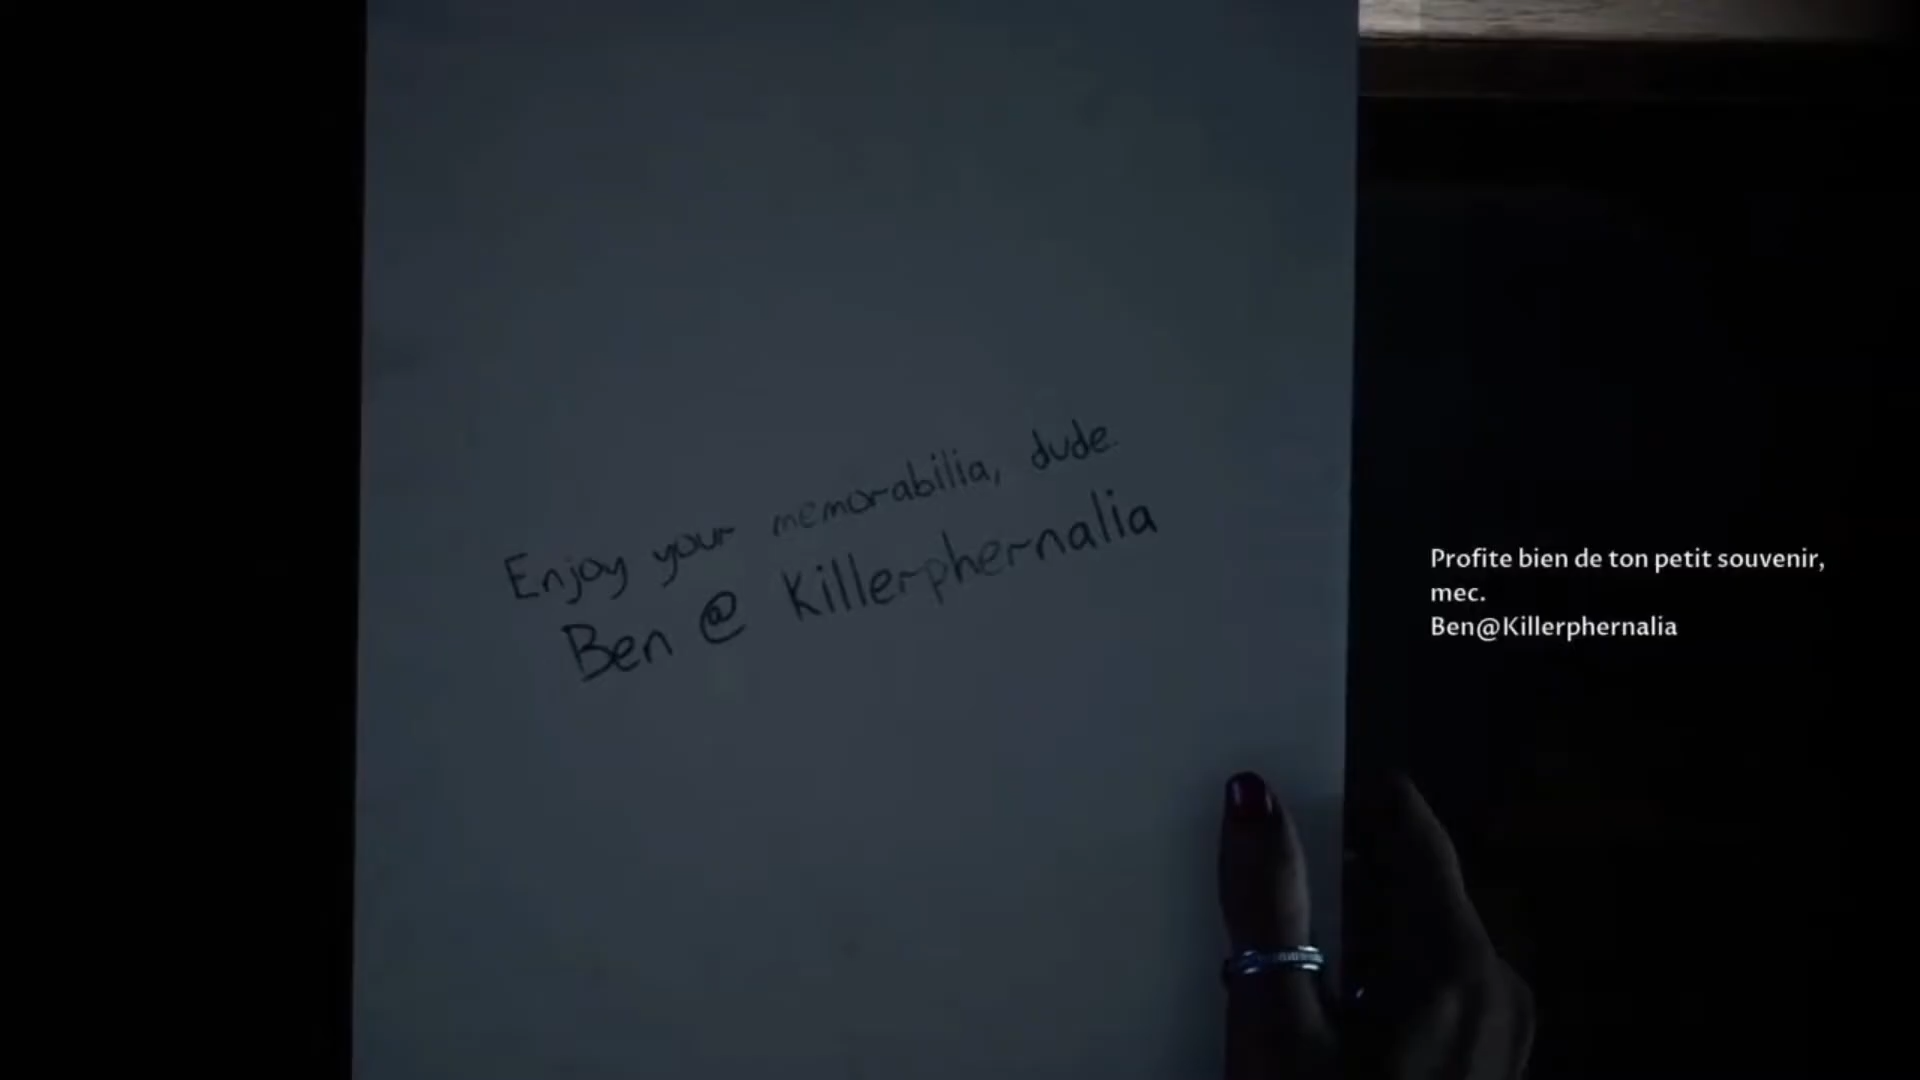 Enjoy your memorabilia, dude.
Ben @ Killerphernalia
Profite bien de ton petit souvenir,
mec.
Ben@Killerphernalia